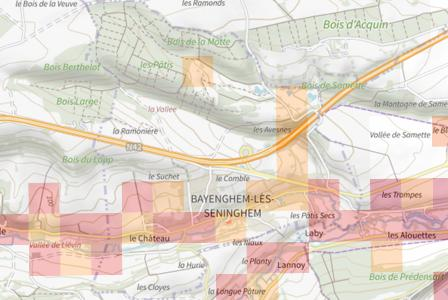 le Bois de la Veuve
les Ramonds
Bois d'Acquin
Bois de la Motte
Bois Berthelot
les Pâtis
Bois Large
la Vallée
Bois de Samette
la Montagne de Same
la Ramonière
les Avesnes
Vallée de Samette
N42
Bois du Loup
le Suchet
le Comble
BAYENGHEM-LÈS-
SENINGHEM
les Trompes
les Pâtis Secs
Vallée de Liévin
le Château
les Niaux
Laby
les Alouettes
la Hurie
le Planty
Lannoy
Bois de Prédensart
les Cloyes
la Longue Pâture